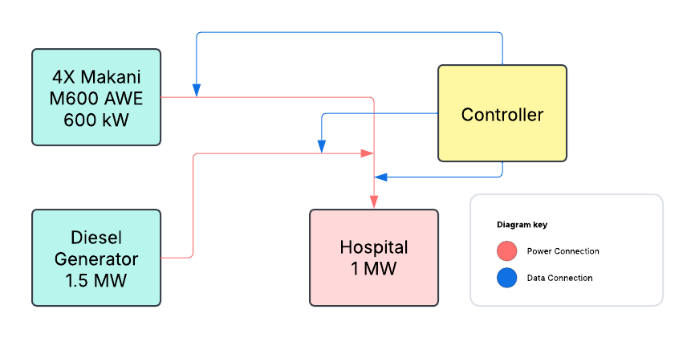 4X Makani
M600 AWE
600 kW
Controller
Diesel
Generator
1.5 MW
Hospital
1 MW
Diagram key
Power Connection
Data Connection